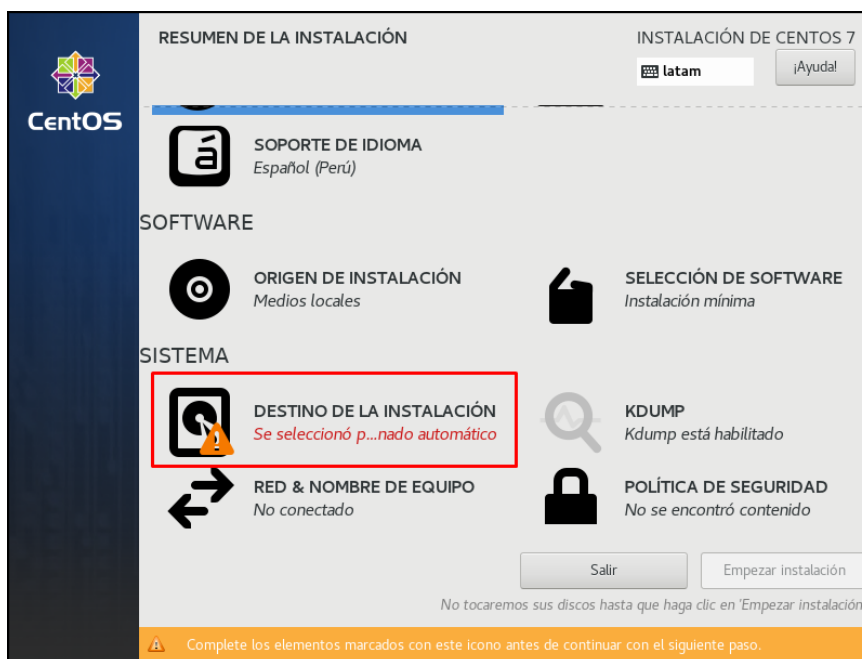 RESUMEN DE LA INSTALACIÓN
INSTALACIÓN DE CENTOS 7
latam
¡Ayuda!
CentOS
SOPORTE DE IDIOMA
Español (Perú)
SOFTWARE
ORIGEN DE INSTALACIÓN
Medios locales
SELECCIÓN DE SOFTWARE
Instalación mínima
SISTEMA
DESTINO DE LA INSTALACIÓN
Se seleccionó p...nado automático
KDUMP
Kdump está habilitado
RED & NOMBRE DE EQUIPO
No conectado
POLÍTICA DE SEGURIDAD
No se encontró contenido
Salir
Empezar instalación
No tocaremos sus discos hasta que haga clic en 'Empezar instalación
Complete los elementos marcados con este icono antes de continuar con el siguiente paso.